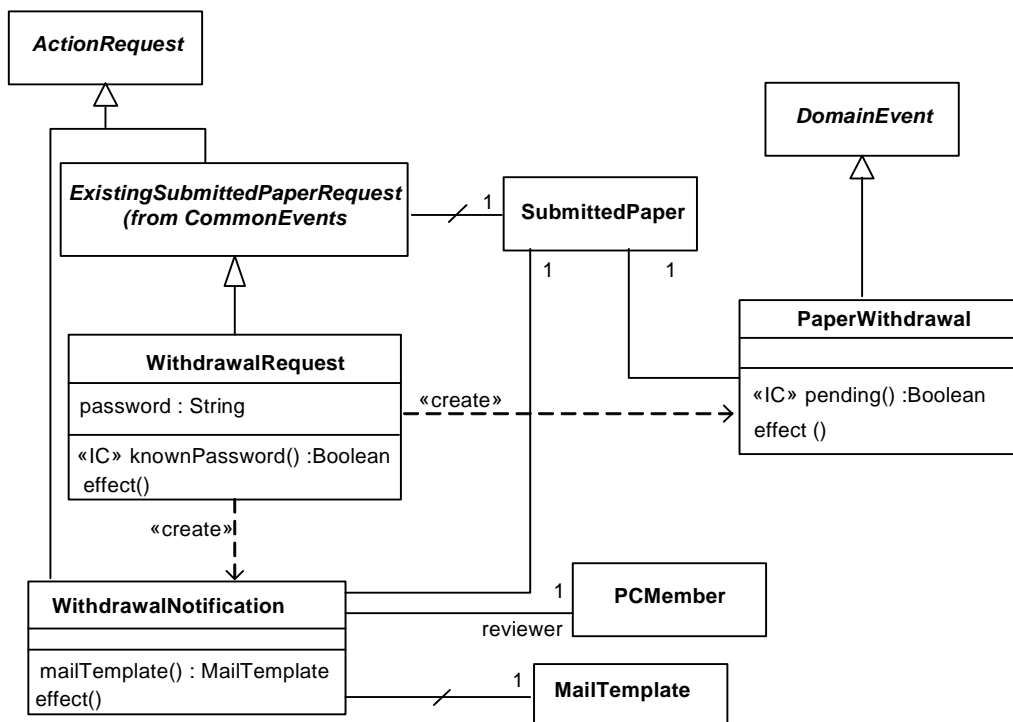 ActionRequest
DomainEvent
ExistingSubmittedPaperRequest
(from CommonEvents
1
SubmittedPaper
1
1
PaperWithdrawal
WithdrawalRequest
password : String
«create»
«IC» pending() :Boolean
effect ()
«IC» knownPassword() :Boolean
effect()
«create»
WithdrawalNotification
1
PCMember
reviewer
mailTemplate() : MailTemplate
effect()
1
MailTemplate